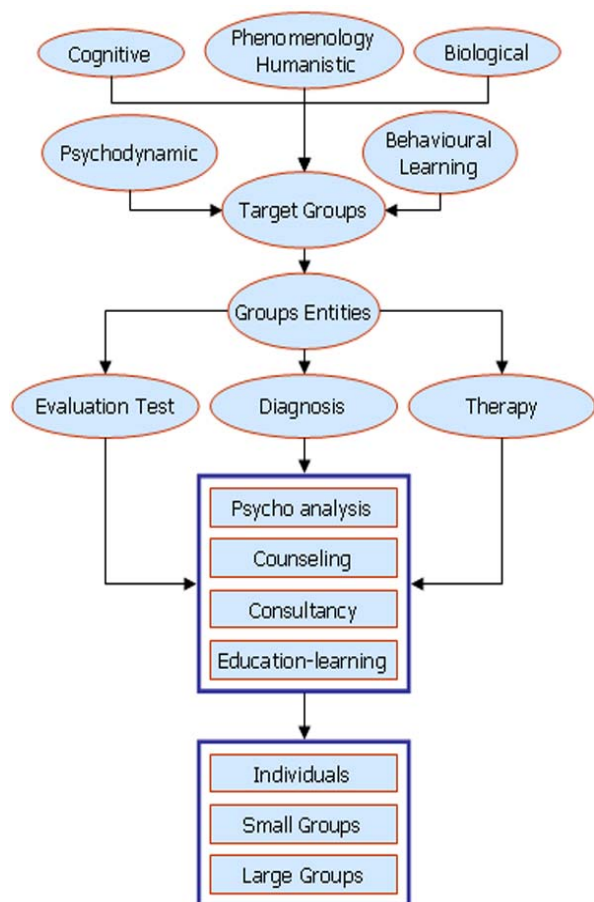 Cognitive
Phenomenology
Humanistic
Biological
Psychodynamic
Behavioural
Learning
Target Groups
Groups Entities
Evaluation Test
Diagnosis
Therapy
Psycho analysis
Counseling
Consultancy
Education-learning
Individuals
Small Groups
Large Groups